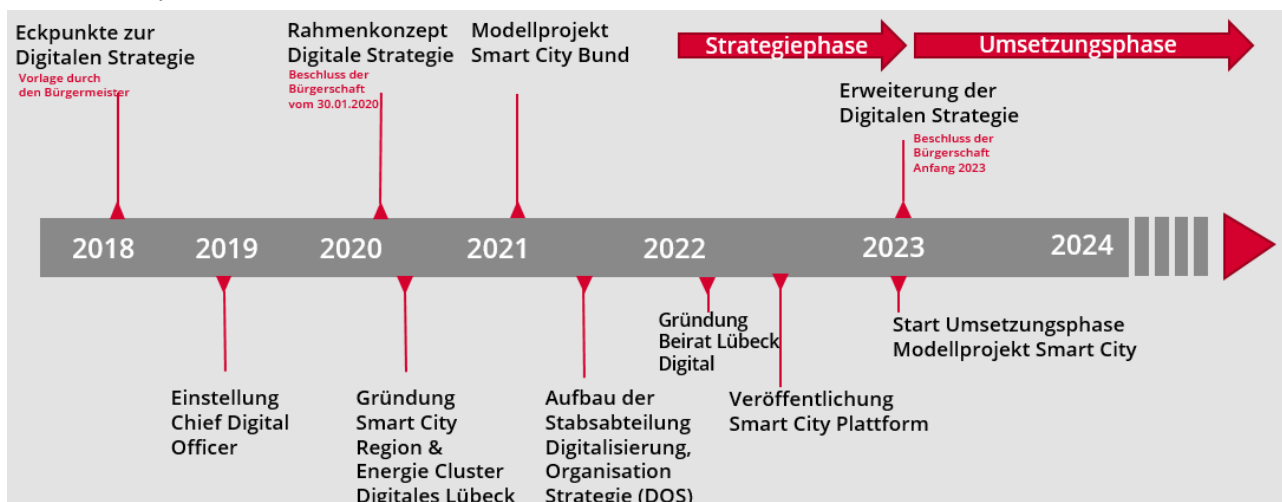 Eckpunkte zur
Digitalen Strategie
Vorlage durch
den Bürgermeister
Rahmenkonzept
Digitale Strategie
Beschluss der
Bürgerschaft
vom 30.01.2020
Modellprojekt
Smart City Bund
Strategiephase
Umsetzungsphase
Erweiterung der
Digitalen Strategie
Beschluss der
Bürgerschaft
Anfang 2023
2018 2019 2020 2021 2022 2023 2024
Einstellung
Chief Digital
Officer
Gründung
Smart City
Region &
Energie Cluster
Digitales Lübeck
Aufbau der
Stabsabteilung
Digitalisierung,
Organisation
Strategie (DOS)
Gründung
Beirat Lübeck
Digital
Veröffentlichung
Smart City Plattform
Start Umsetzungsphase
Modellprojekt Smart City